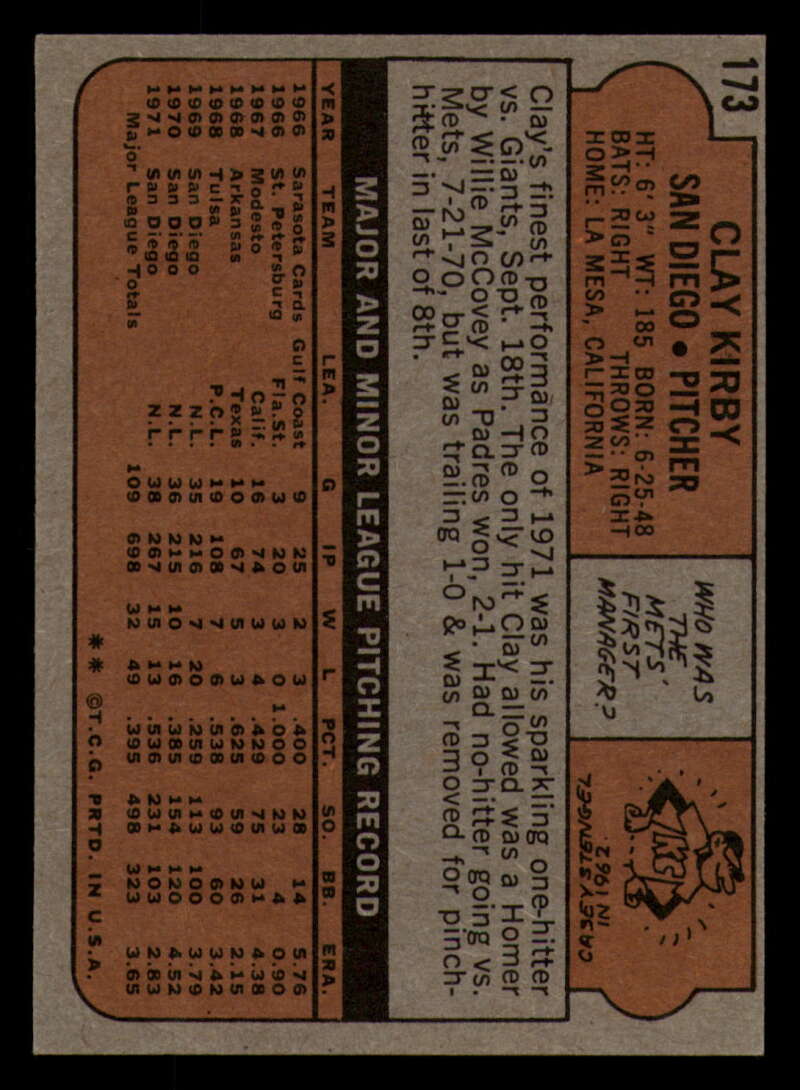 173
CLAY KIRBY
SAN DIEGO • PITCHER
HT: 6' 3" WT: 185 BORN: 6-25-48
BATS: RIGHT THROWS: RIGHT
HOME: LA MESA, CALIFORNIA
WHO WAS
THE
METS'
FIRST
MANAGER?
METS
CASEY STENGEL
IN 1962
Clay's finest performance of 1971 was his sparkling one-hitter
vs. Giants, Sept. 18th. The only hit Clay allowed was a Homer
by Willie McCovey as Padres won, 2-1. Had no-hitter going vs.
Mets, 7-21-70, but was trailing 1-0 & was removed for pinch-
hitter in last of 8th.
MAJOR AND MINOR LEAGUE PITCHING RECORD
YEAR TEAM LEA. G IP W L PCT. SO. BB. ERA.
1966 Sarasota Cards Gulf Coast 9 25 2 3 .400 28 14 5.76
1966 St. Petersburg Fla.St. 3 20 3 0 1.000 23 4 0.90
1967 Modesto Calif. 16 74 3 4 .429 75 31 4.38
1968 Arkansas Texas 10 67 5 3 .625 59 26 2.15
1968 Tulsa P.C.L. 19 108 7 6 .538 93 60 3.42
1969 San Diego N.L. 35 216 7 20 .259 113 100 3.79
1970 San Diego N.L. 36 215 10 16 .385 154 120 4.52
1971 San Diego N.L. 38 267 15 13 .536 231 103 2.83
Major League Totals 109 698 32 49 .395 498 323 3.65
** ©T.C.G. PRTD. IN U.S.A.